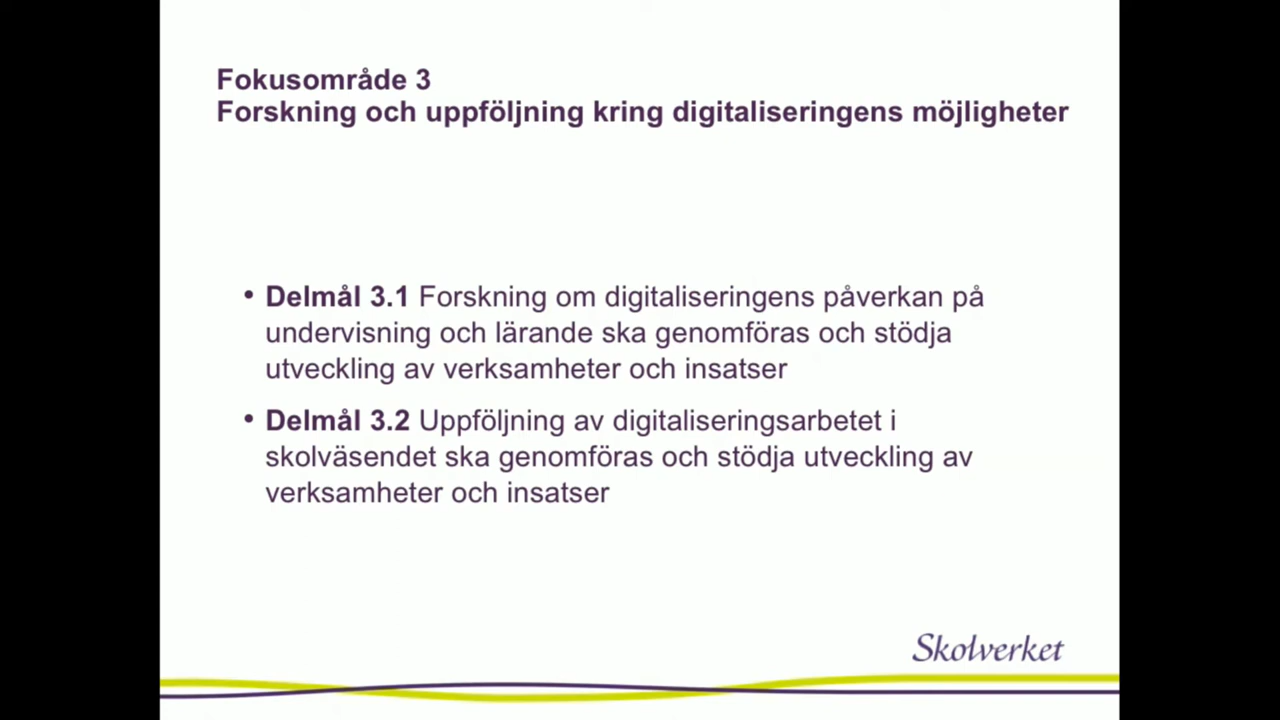 Fokusområde 3
Forskning och uppföljning kring digitaliseringens möjligheter
• Delmål 3.1 Forskning om digitaliseringens påverkan på
undervisning och lärande ska genomföras och stödja
utveckling av verksamheter och insatser
• Delmål 3.2 Uppföljning av digitaliseringsarbetet i
skolväsendet ska genomföras och stödja utveckling av
verksamheter och insatser
Skolverket